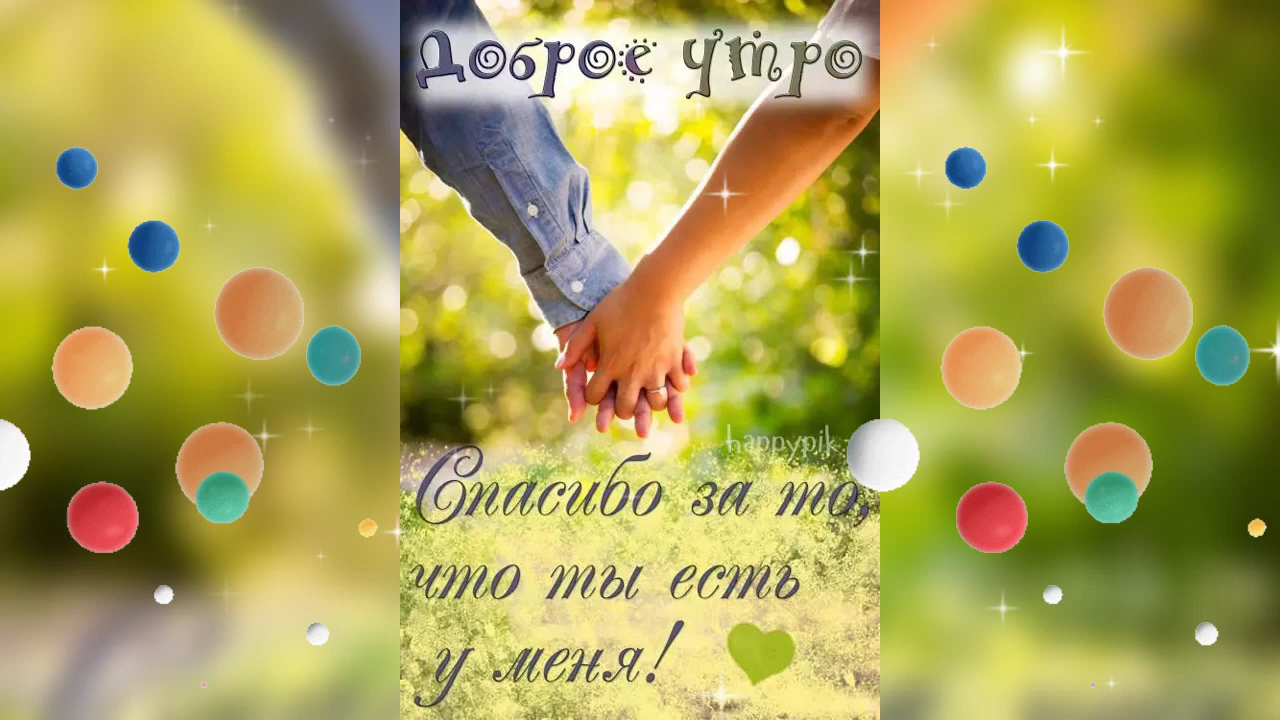 Доброе утро
happypik
Спасибо за то,
что ты есть
у меня!